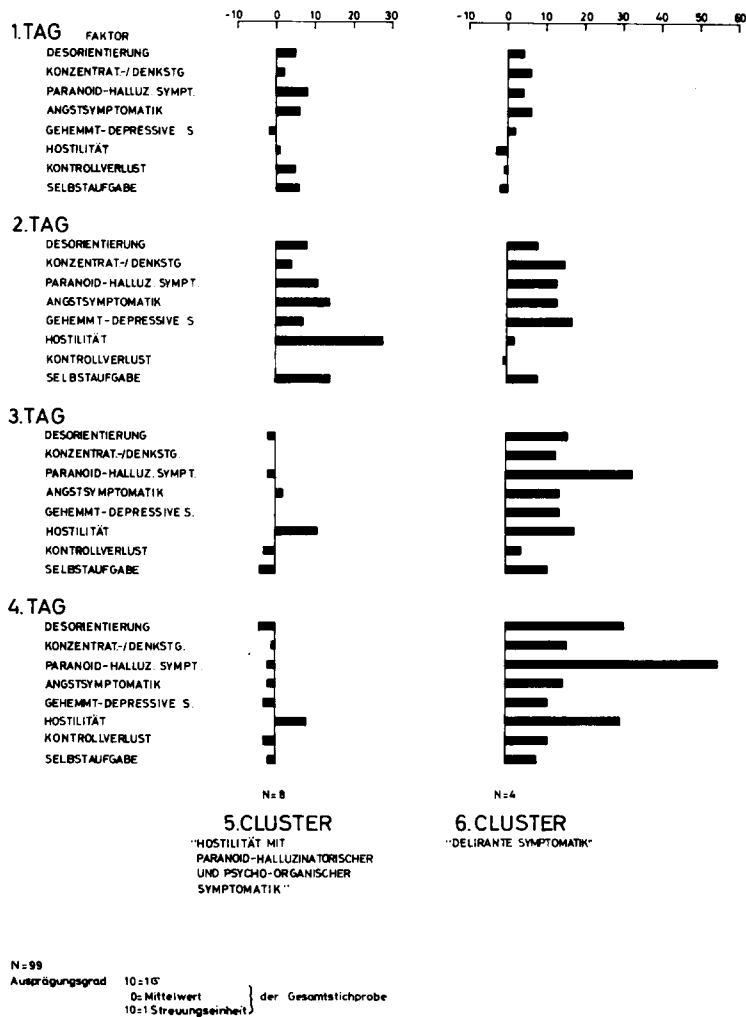 -10 0 10 20 30 -10 0 10 20 30 40 50 60
1.TAG FAKTOR
DESORIENTIERUNG
KONZENTRAT.-/DENKSTG
PARANOID-HALLUZ. SYMPT.
ANGSTSYMPTOMATIK
GEHEMMT-DEPRESSIVE S
HOSTILITÄT
KONTROLLVERLUST
SELBSTAUFGABE
2.TAG
DESORIENTIERUNG
KONZENTRAT-/DENKSTG
PARANOID-HALLUZ. SYMPT.
ANGSTSYMPTOMATIK
GEHEMMT-DEPRESSIVE S
HOSTILITÄT
KONTROLLVERLUST
SELBSTAUFGABE
3.TAG
DESORIENTIERUNG
KONZENTRAT.-/DENKSTG.
PARANOID-HALLUZ. SYMPT.
ANGSTSYMPTOMATIK
GEHEMMT-DEPRESSIVE S.
HOSTILITÄT
KONTROLLVERLUST
SELBSTAUFGABE
4.TAG
DESORIENTIERUNG
KONZENTRAT.-/DENKSTG.
PARANOID-HALLUZ. SYMPT.
ANGSTSYMPTOMATIK
GEHEMMT-DEPRESSIVE S.
HOSTILITÄT
KONTROLLVERLUST
SELBSTAUFGABE
N=8 N=4
5.CLUSTER 6.CLUSTER
"HOSTILITÄT MIT "DELIRANTE SYMPTOMATIK"
PARANOID-HALLUZINATORISCHER
UND PSYCHO-ORGANISCHER
SYMPTOMATIK"
N=99
Ausprägungsgrad 10=1σ
0=Mittelwert } der Gesamtstichprobe
10=1 Streuungseinheit